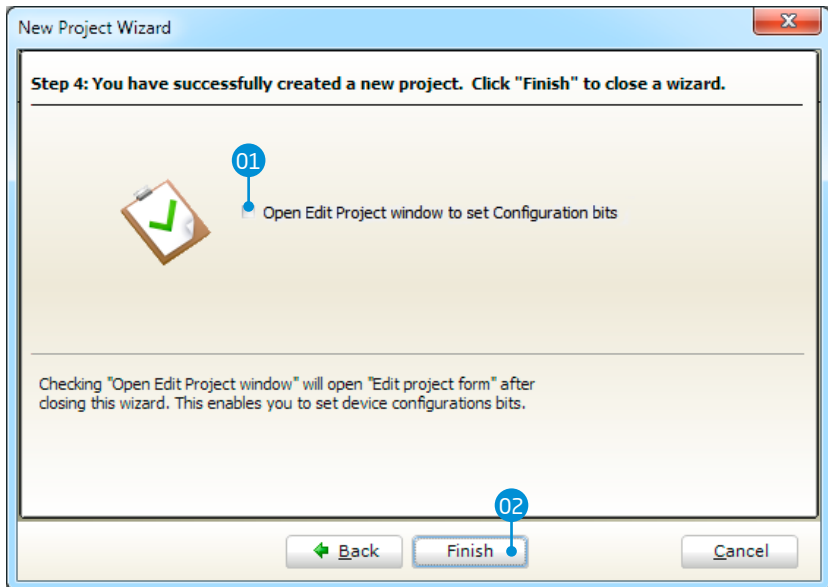 New Project Wizard
Step 4: You have successfully created a new project. Click "Finish" to close a wizard.
01
Open Edit Project window to set Configuration bits
Checking "Open Edit Project window" will open "Edit project form" after
closing this wizard. This enables you to set device configurations bits.
02
Back Finish Cancel